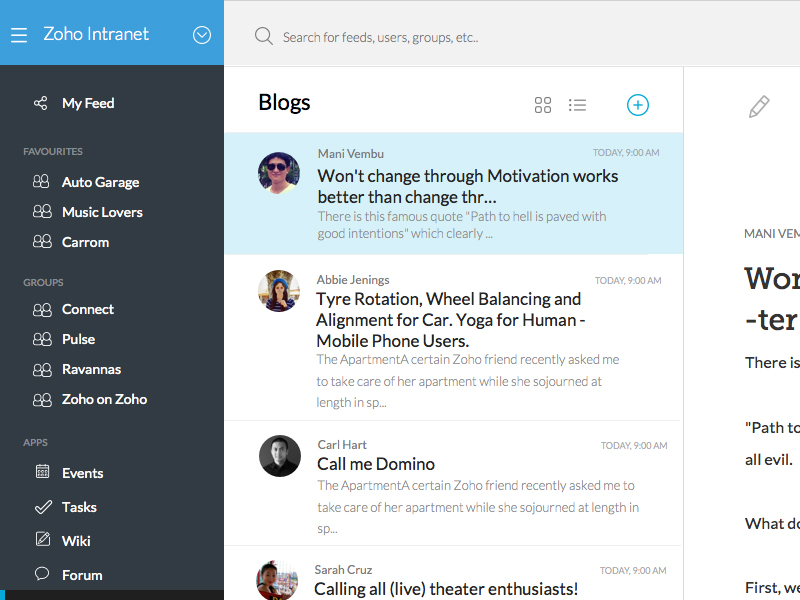 Zoho Intranet
Search for feeds, users, groups, etc..
My Feed
FAVOURITES
Auto Garage
Music Lovers
Carrom
GROUPS
Connect
Pulse
Ravannas
Zoho on Zoho
APPS
Events
Tasks
Wiki
Forum
Blogs
Mani Vembu
TODAY, 9:00 AM
Won't change through Motivation works
better than change thr...
There is this famous quote "Path to hell is paved with
good intentions" which clearly ...
Abbie Jenings
TODAY, 9:00 AM
Tyre Rotation, Wheel Balancing and
Alignment for Car. Yoga for Human -
Mobile Phone Users.
The ApartmentA certain Zoho friend recently asked me
to take care of her apartment while she sojourned at
length in sp...
Carl Hart
TODAY, 9:00 AM
Call me Domino
The ApartmentA certain Zoho friend recently asked me to
take care of her apartment while she sojourned at length in
sp...
Sarah Cruz
TODAY, 9:00 AM
Calling all (live) theater enthusiasts!
MANI VEM
Wor
-ter
There is
"Path to
all evil.
What do
First, we